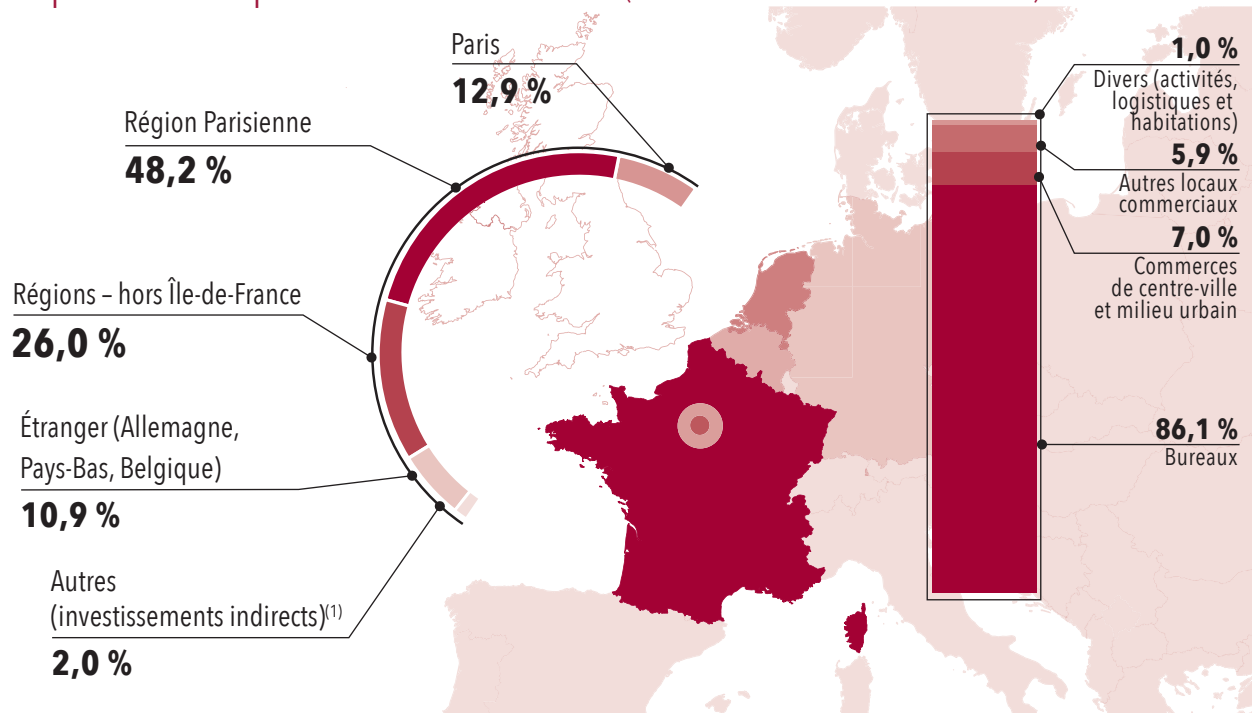 Paris
12,9 %
Région Parisienne
48,2 %
Régions – hors Île-de-France
26,0 %
Étranger (Allemagne,
Pays-Bas, Belgique)
10,9 %
Autres
(investissements indirects)(1)
2,0 %
1,0 %
Divers (activités,
logistiques et
habitations)
5,9 %
Autres locaux
commerciaux
7,0 %
Commerces
de centre-ville
et milieu urbain
86,1 %
Bureaux